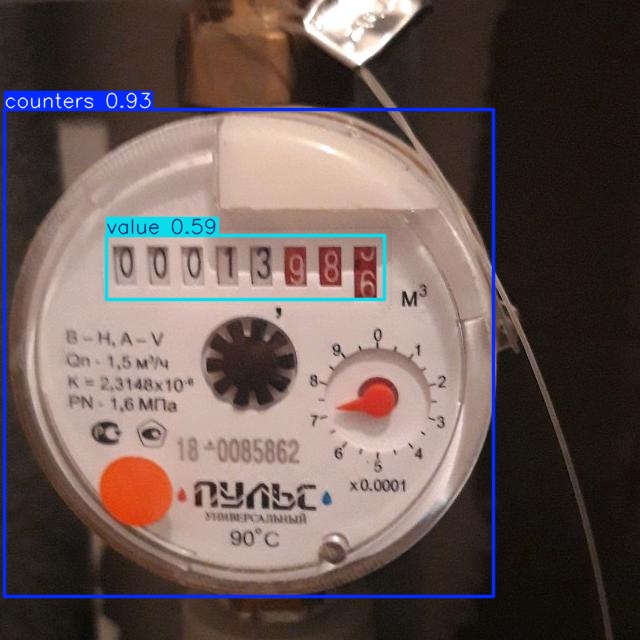 counters 0.93
value 0.59
0 0 0 1 3 9 8 6
,
M³
B – H, A – V
Qn - 1,5 м³/ч
K = 2,3148x10⁻⁶
PN - 1,6 МПа
0
1
2
3
4
5
6
7
8
9
x0.0001
18 0085862
ПУЛЬС
УНИВЕРСАЛЬНЫЙ
90°C